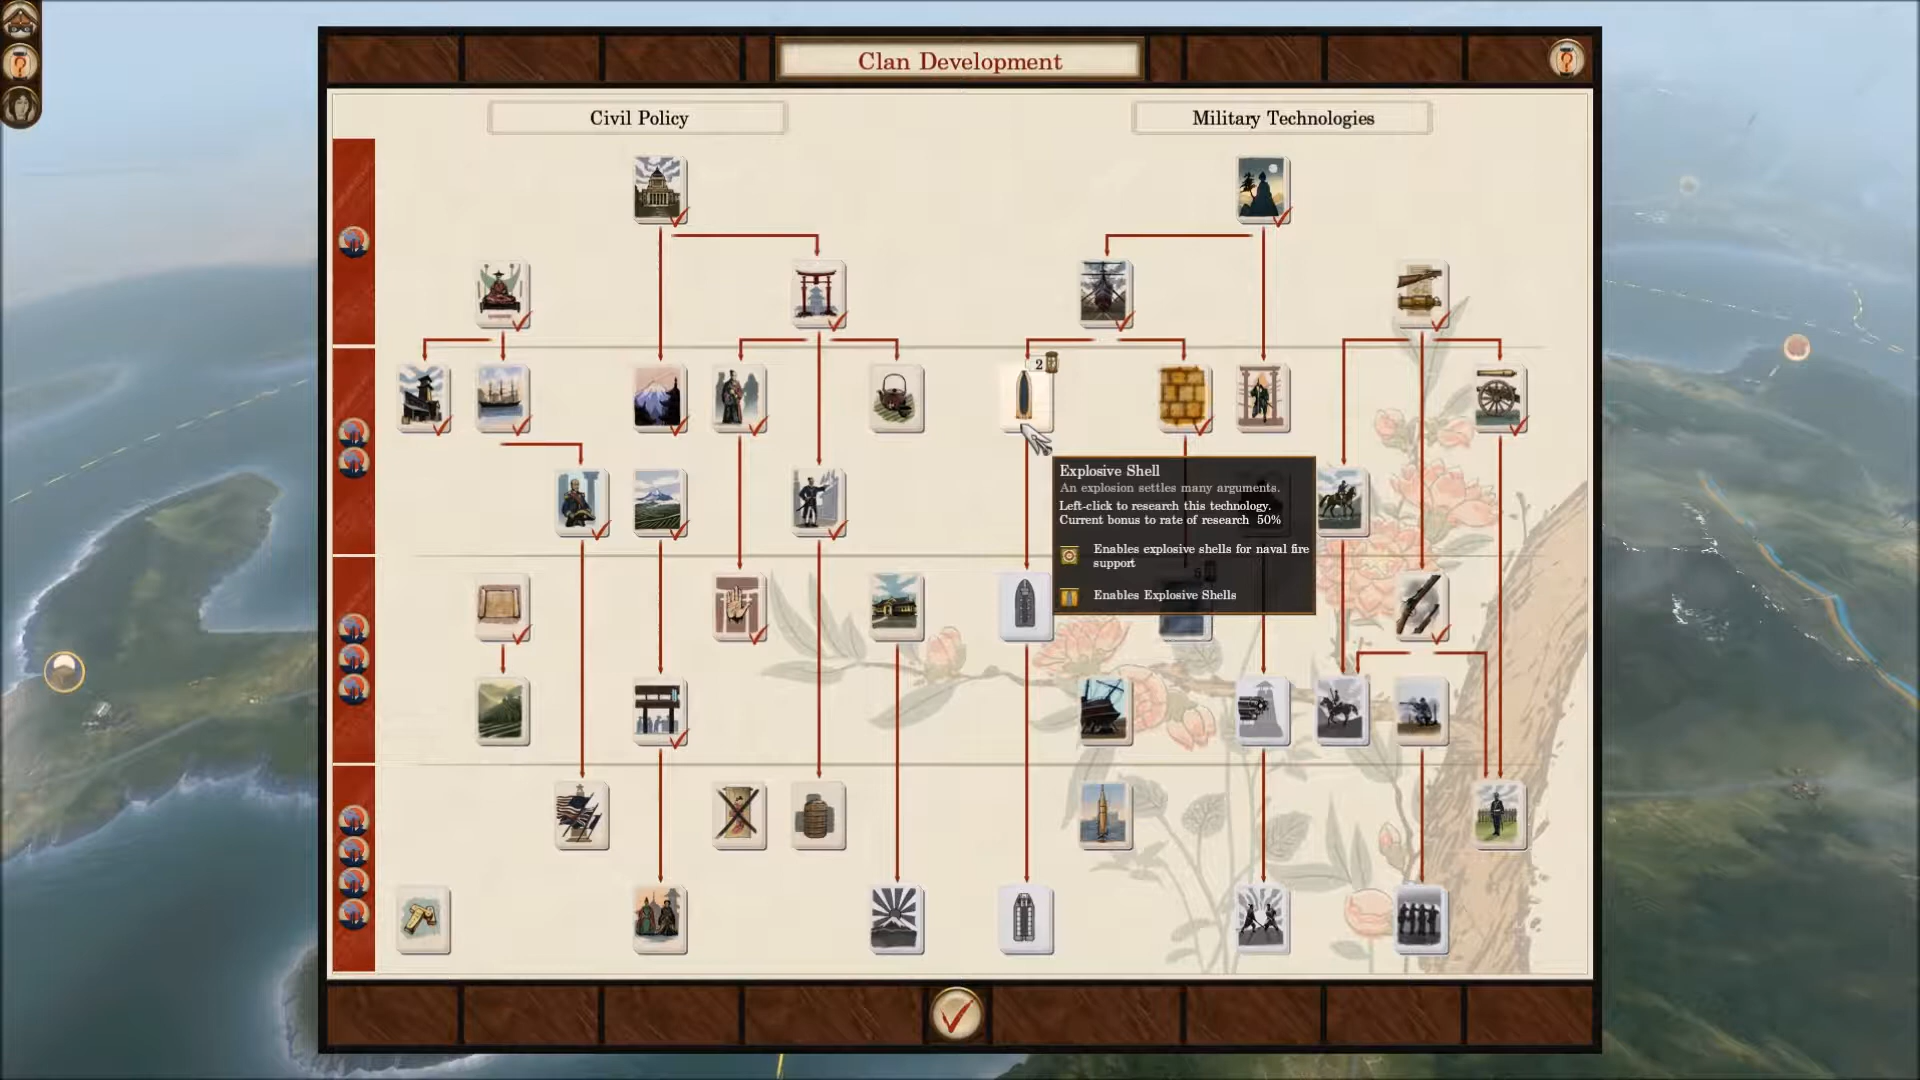 Clan Development
Civil Policy
Military Technologies
2
Explosive Shell
An explosion settles many arguments.
Left-click to research this technology.
Current bonus to rate of research 50%
Enables explosive shells for naval fire
support
5
Enables Explosive Shells